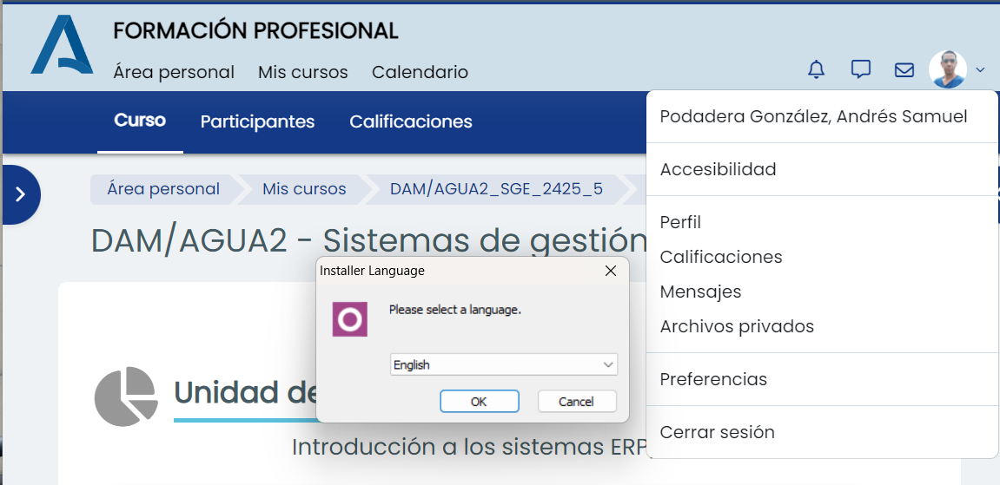 FORMACIÓN PROFESIONAL
Área personal Mis cursos Calendario
Curso Participantes Calificaciones
Podadera González, Andrés Samuel
Accesibilidad
Perfil
Calificaciones
Mensajes
Archivos privados
Preferencias
Cerrar sesión
Área personal Mis cursos DAM/AGUA2_SGE_2425_5
DAM/AGUA2 - Sistemas de gestión
Installer Language
Please select a language.
English
OK Cancel
Unidad de
Introducción a los sistemas ERP